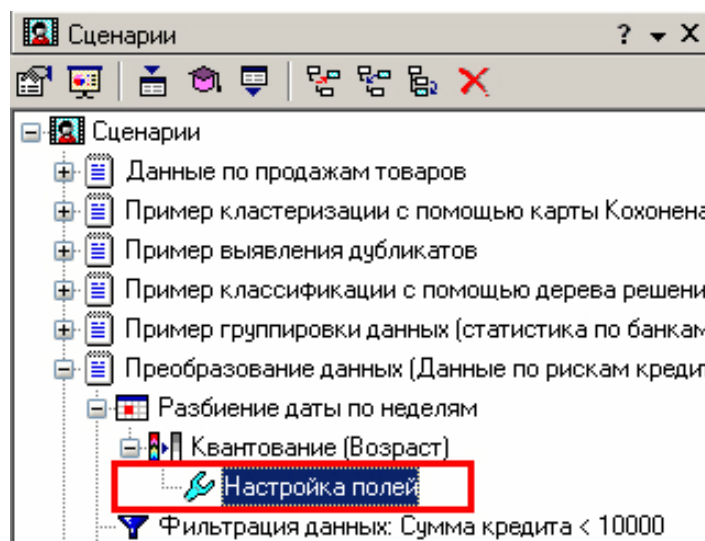 Сценарии ? X
Сценарии
Данные по продажам товаров
Пример кластеризации с помощью карты Кохонена
Пример выявления дубликатов
Пример классификации с помощью дерева решени
Пример группировки данных (статистика по банкам
Преобразование данных (Данные по рискам кредит
Разбиение даты по неделям
Квантование (Возраст)
Настройка полей
Фильтрация данных: Сумма кредита < 10000